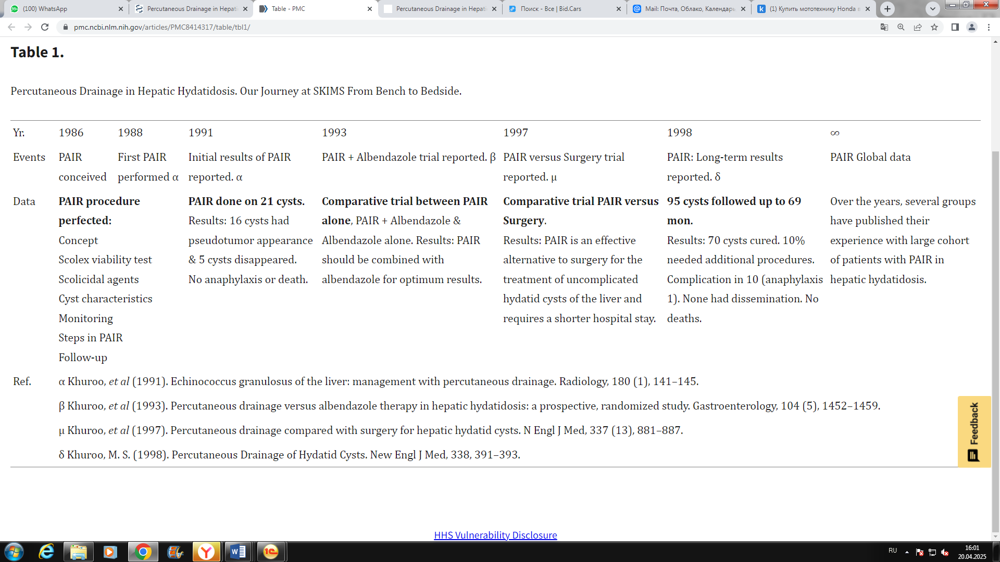 (100) WhatsApp
Percutaneous Drainage in Hepati
Table - PMC
Percutaneous Drainage in Hepati
Поиск - Все | Bid.Cars
Mail: Почта, Облако, Календарь
(1) Купить мототехнику Honda в
pmc.ncbi.nlm.nih.gov/articles/PMC8414317/table/tbl1/
Table 1.
Percutaneous Drainage in Hepatic Hydatidosis. Our Journey at SKIMS From Bench to Bedside.
Yr. 1986 1988 1991 1993 1997 1998 ∞
Events PAIR First PAIR Initial results of PAIR PAIR + Albendazole trial reported. β PAIR versus Surgery trial PAIR: Long-term results PAIR Global data
conceived performed α reported. α reported. μ reported. δ
Data PAIR procedure PAIR done on 21 cysts. Comparative trial between PAIR Comparative trial PAIR versus 95 cysts followed up to 69 Over the years, several groups
perfected: Results: 16 cysts had alone, PAIR + Albendazole & Surgery. mon. have published their
Concept pseudotumor appearance Albendazole alone. Results: PAIR Results: PAIR is an effective Results: 70 cysts cured. 10% experience with large cohort
Scolex viability test & 5 cysts disappeared. should be combined with alternative to surgery for the needed additional procedures. of patients with PAIR in
Scolicidal agents No anaphylaxis or death. albendazole for optimum results. treatment of uncomplicated Complication in 10 (anaphylaxis hepatic hydatidosis.
Cyst characteristics hydatid cysts of the liver and 1). None had dissemination. No
Monitoring requires a shorter hospital stay. deaths.
Steps in PAIR
Follow-up
Ref. α Khuroo, et al (1991). Echinococcus granulosus of the liver: management with percutaneous drainage. Radiology, 180 (1), 141–145.
β Khuroo, et al (1993). Percutaneous drainage versus albendazole therapy in hepatic hydatidosis: a prospective, randomized study. Gastroenterology, 104 (5), 1452–1459.
μ Khuroo, et al (1997). Percutaneous drainage compared with surgery for hepatic hydatid cysts. N Engl J Med, 337 (13), 881–887.
δ Khuroo, M. S. (1998). Percutaneous Drainage of Hydatid Cysts. New Engl J Med, 338, 391–393.
Feedback
HHS Vulnerability Disclosure
RU
16:01
20.04.2025